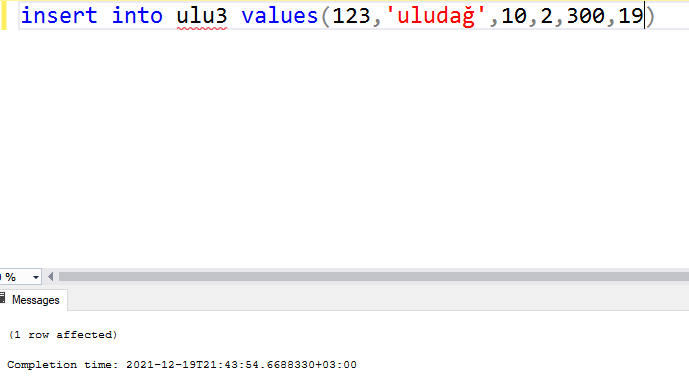 insert into ulu3 values(123,'uludağ',10,2,300,19)
%
Messages
(1 row affected)
Completion time: 2021-12-19T21:43:54.6688330+03:00